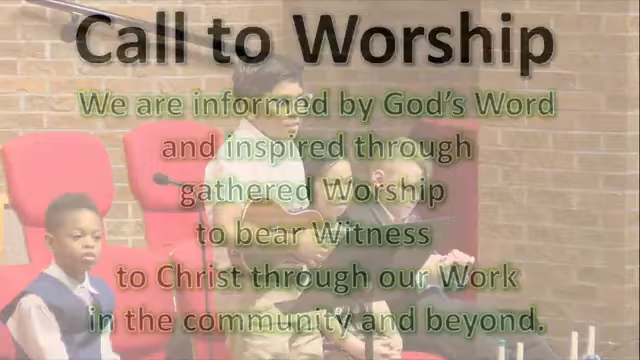 Call to Worship
We are informed by God's Word
and inspired through
gathered Worship
to bear Witness
to Christ through our Work
in the community and beyond.